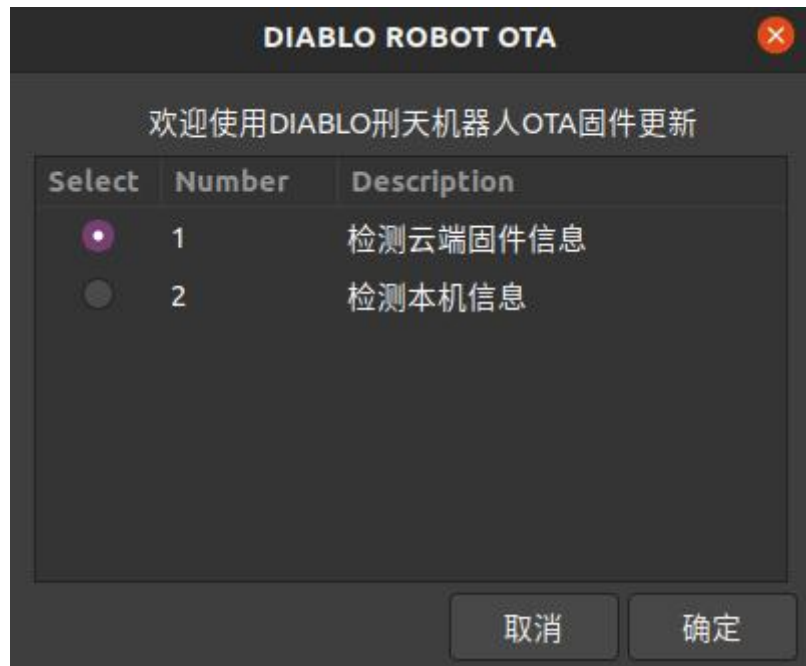 DIABLO ROBOT OTA
欢迎使用DIABLO刑天机器人OTA固件更新
Select Number Description
1 检测云端固件信息
2 检测本机信息
取消 确定